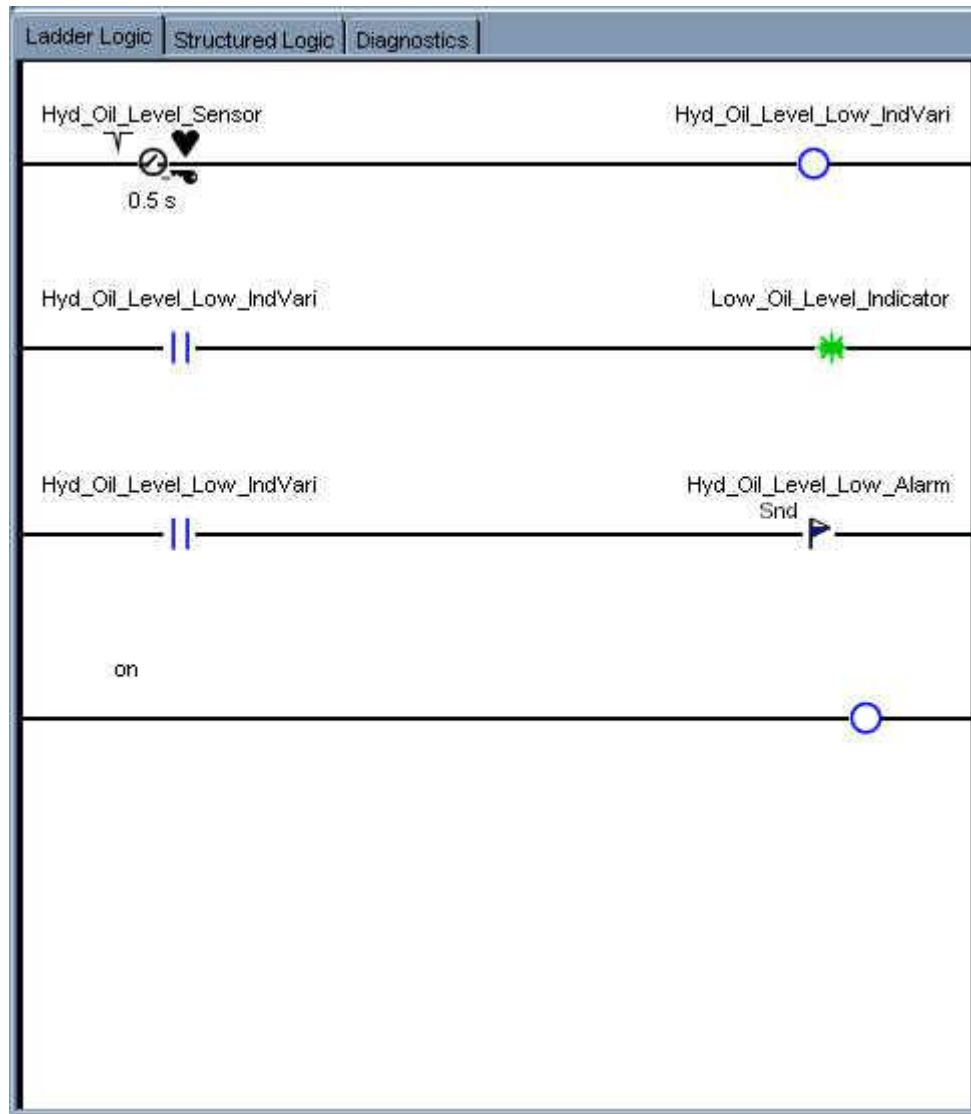 Ladder Logic Structured Logic Diagnostics
Hyd_Oil_Level_Sensor Hyd_Oil_Level_Low_IndVari
0.5 s
Hyd_Oil_Level_Low_IndVari Low_Oil_Level_Indicator
Hyd_Oil_Level_Low_IndVari Hyd_Oil_Level_Low_Alarm
Snd
on